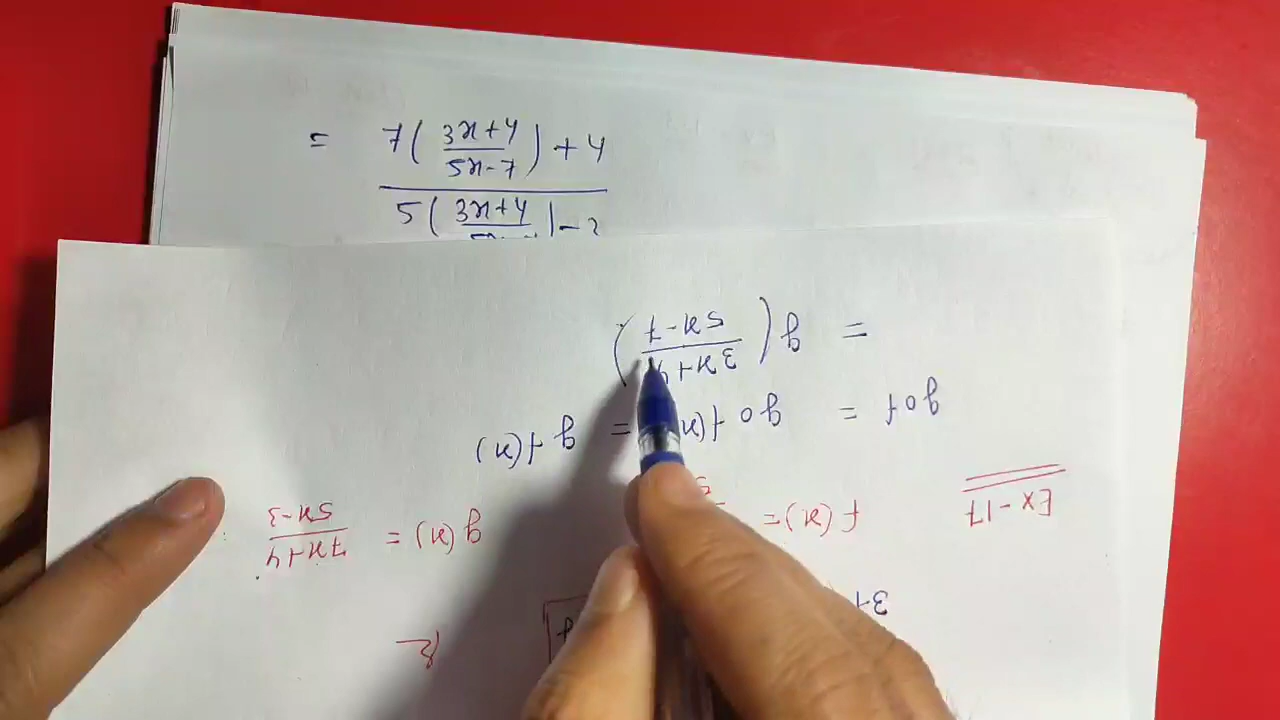 = 7( 3x+4 / 5x-7 ) + 4
5( 3x+4
Ex-17 f(x)= g(x) = 7x+4 / 5x-3
gof = go f(x) = g f(x)
= g( 3x+4 / 5x-7 )